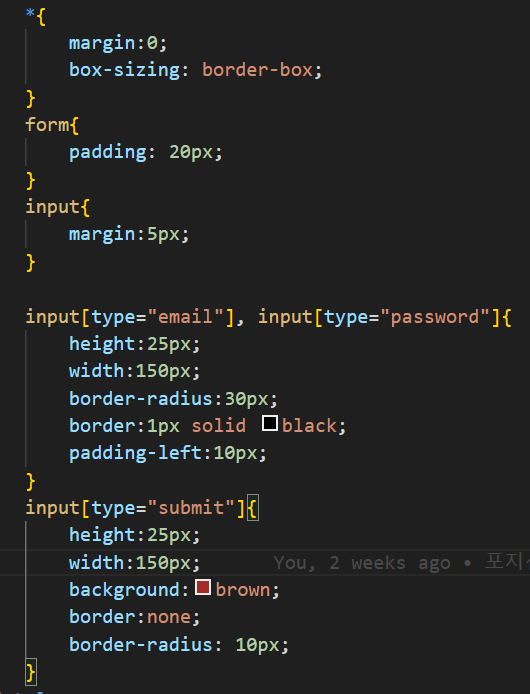 *{
    margin:0;
    box-sizing: border-box;
}
form{
    padding: 20px;
}
input{
    margin:5px;
}

input[type="email"], input[type="password"]{
    height:25px;
    width:150px;
    border-radius:30px;
    border:1px solid black;
    padding-left:10px;
}
input[type="submit"]{
    height:25px;
    width:150px; You, 2 weeks ago • 포지
    background:brown;
    border:none;
    border-radius: 10px;
}